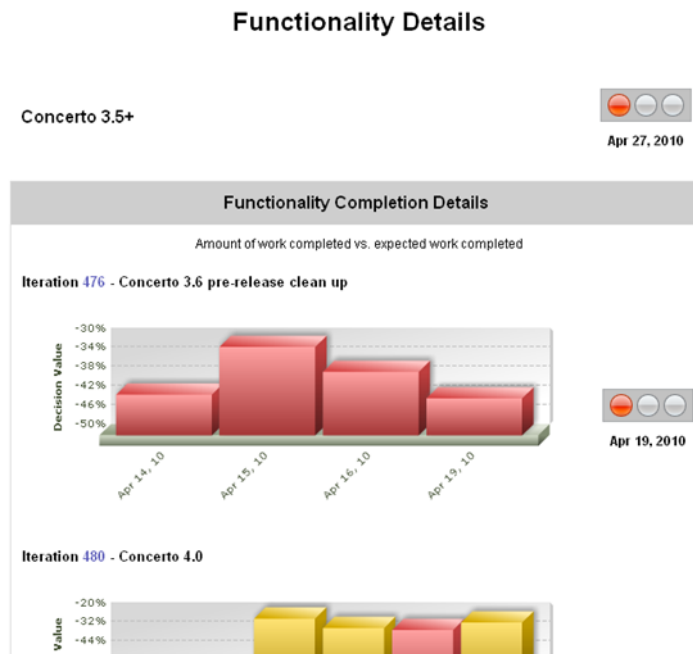 Functionality Details
Concerto 3.5+
Apr 27, 2010
Functionality Completion Details
Amount of work completed vs. expected work completed
Iteration 476 - Concerto 3.6 pre-release clean up
-30%
-34%
-38%
-42%
-46%
-50%
Decision Value
Apr 14, 10
Apr 15, 10
Apr 16, 10
Apr 19, 10
Apr 19, 2010
Iteration 480 - Concerto 4.0
-20%
-32%
-44%
Value